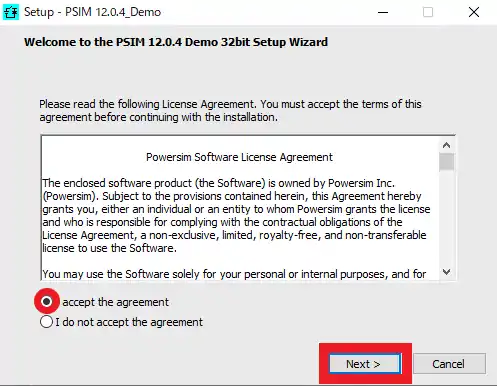 Setup - PSIM 12.0.4_Demo
Welcome to the PSIM 12.0.4 Demo 32bit Setup Wizard
Please read the following License Agreement. You must accept the terms of this
agreement before continuing with the installation.
Powersim Software License Agreement
The enclosed software product (the Software) is owned by Powersim Inc.
(Powersim). Subject to the provisions contained herein, this Agreement hereby
grants you, either an individual or an entity to whom Powersim grants the license
and who is responsible for complying with the contractual obligations of the
License Agreement, a non-exclusive, limited, royalty-free, and non-transferable
license to use the Software.
You may use the Software solely for your personal or internal purposes, and for
accept the agreement
I do not accept the agreement
Next >
Cancel